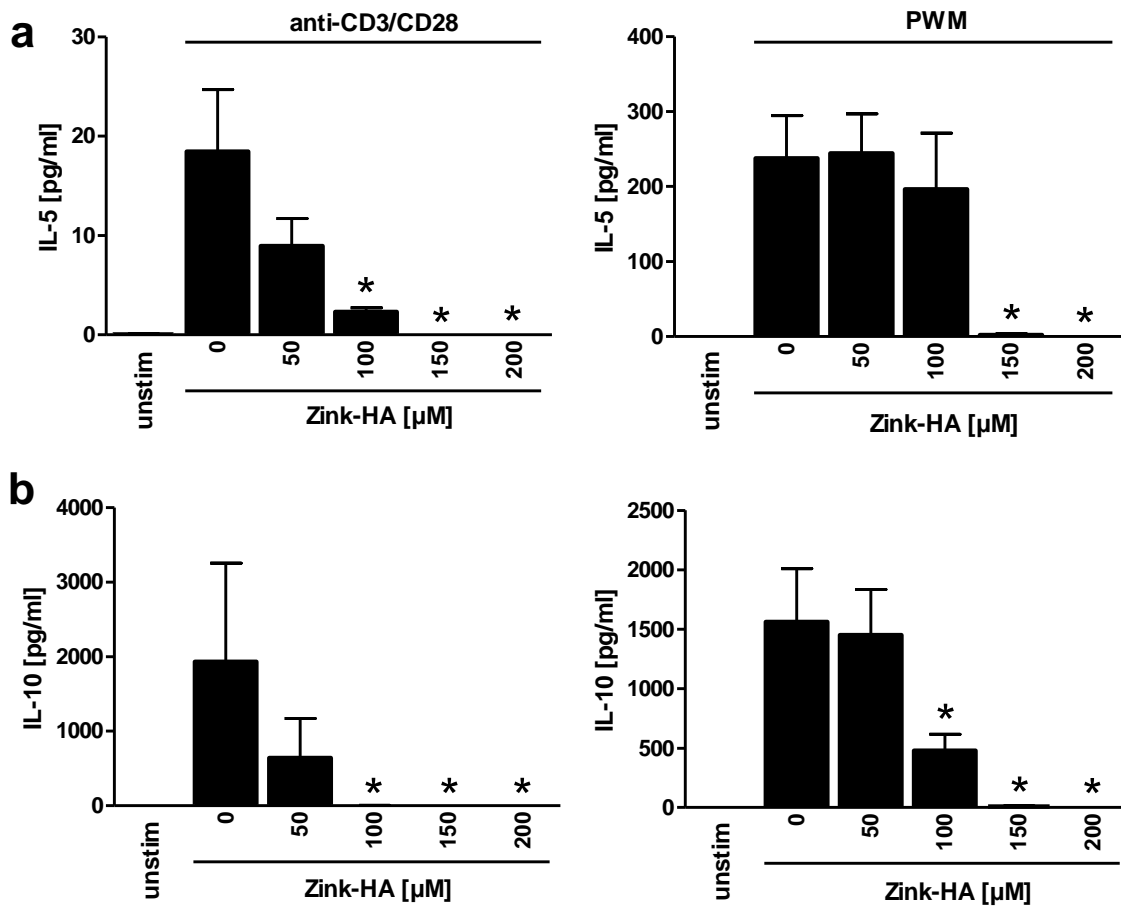 a
anti-CD3/CD28
IL-5 [pg/ml]
30
20
10
0
unstim
0
50
100
150
200
* * *
Zink-HA [µM]
PWM
IL-5 [pg/ml]
400
300
200
100
0
unstim
0
50
100
150
200
* *
Zink-HA [µM]
b
IL-10 [pg/ml]
4000
3000
2000
1000
0
unstim
0
50
100
150
200
* * *
Zink-HA [µM]
IL-10 [pg/ml]
2500
2000
1500
1000
500
0
unstim
0
50
100
150
200
* * *
Zink-HA [µM]